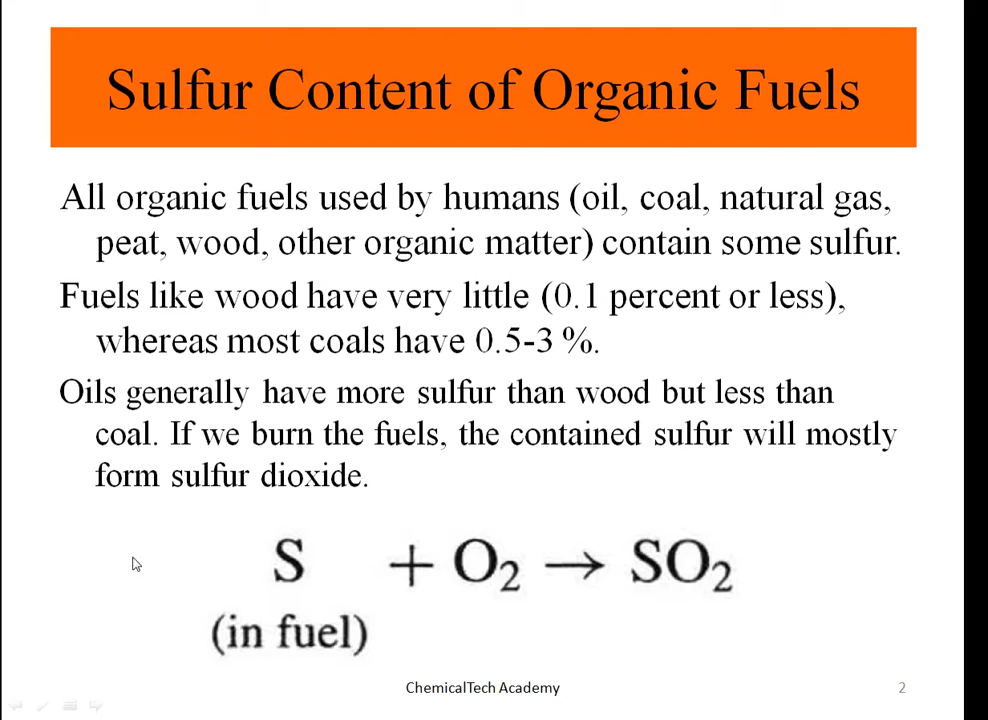 Sulfur Content of Organic Fuels
All organic fuels used by humans (oil, coal, natural gas,
peat, wood, other organic matter) contain some sulfur.
Fuels like wood have very little (0.1 percent or less),
whereas most coals have 0.5-3 %.
Oils generally have more sulfur than wood but less than
coal. If we burn the fuels, the contained sulfur will mostly
form sulfur dioxide.
S + O₂ → SO₂
(in fuel)
ChemicalTech Academy 2